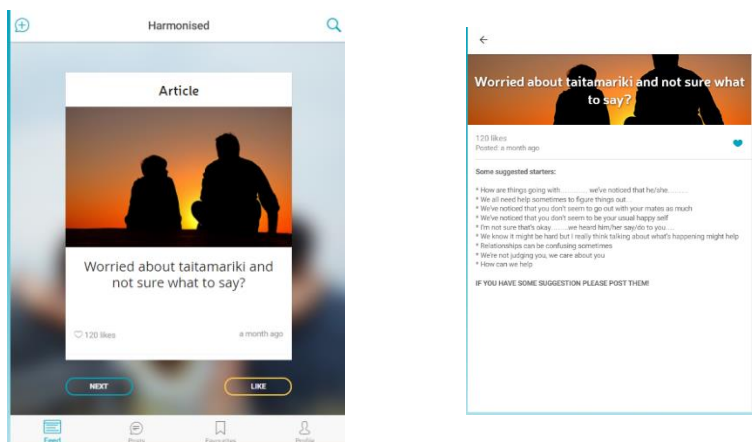 Harmonised
Article
Worried about taitamariki and
not sure what to say?
120 likes
a month ago
NEXT
LIKE
Feed
Posts
Favourites
Profile
Worried about taitamariki and not sure what
to say?
120 likes
Posted: a month ago
Some suggested starters:
* How are things going with.............. we've noticed that he/she.........
* We all need help sometimes to figure things out...
* We've noticed that you don't seem to go out with your mates as much
* We've noticed that you don't seem to be your usual happy self
* I'm not sure that's okay........we heard him/her say/do to you....
* We know it might be hard but I really think talking about what's happening might help
* Relationships can be confusing sometimes
* We're not judging you, we care about you
* How can we help
IF YOU HAVE SOME SUGGESTION PLEASE POST THEM!